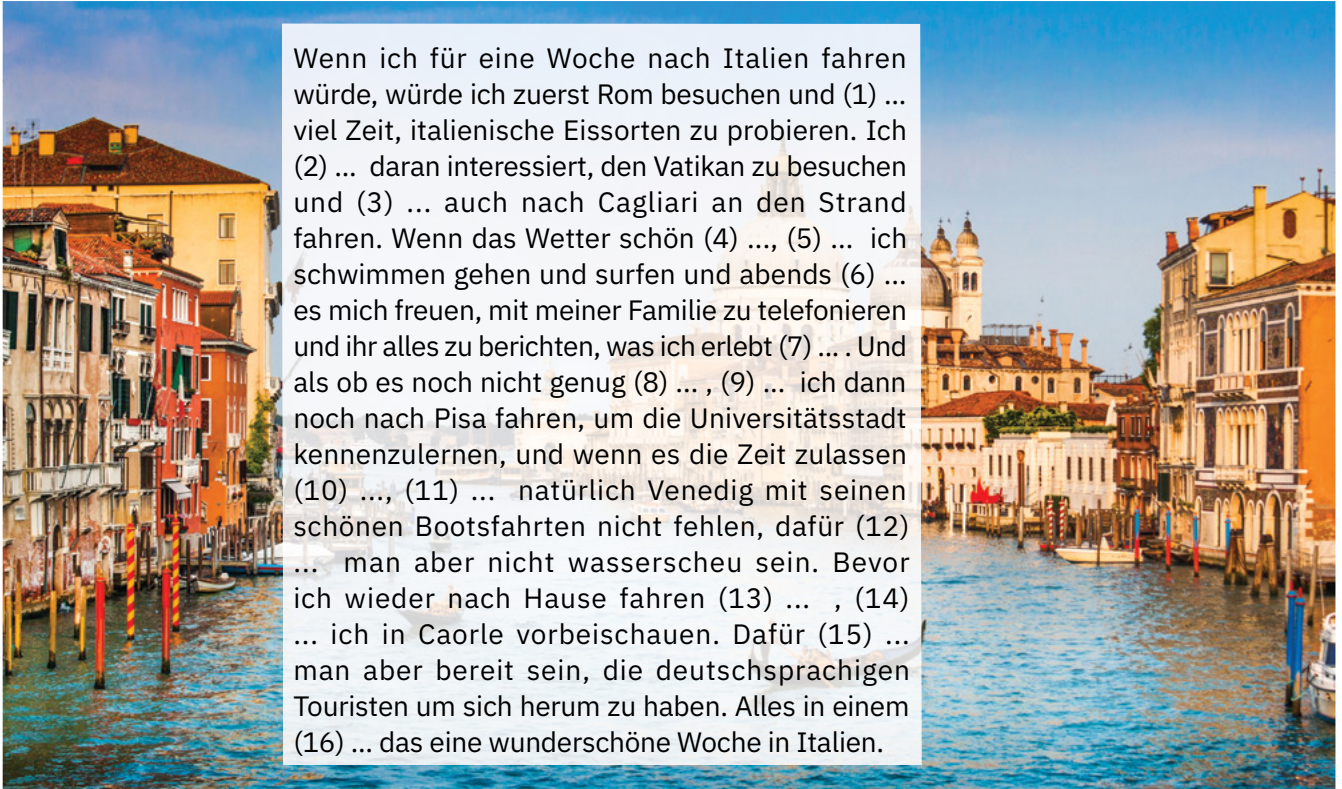 Wenn ich für eine Woche nach Italien fahren
würde, würde ich zuerst Rom besuchen und (1) ...
viel Zeit, italienische Eissorten zu probieren. Ich
(2) ... daran interessiert, den Vatikan zu besuchen
und (3) ... auch nach Cagliari an den Strand
fahren. Wenn das Wetter schön (4) ..., (5) ... ich
schwimmen gehen und surfen und abends (6) ...
es mich freuen, mit meiner Familie zu telefonieren
und ihr alles zu berichten, was ich erlebt (7) ... . Und
als ob es noch nicht genug (8) ... , (9) ... ich dann
noch nach Pisa fahren, um die Universitätsstadt
kennenzulernen, und wenn es die Zeit zulassen
(10) ..., (11) ... natürlich Venedig mit seinen
schönen Bootsfahrten nicht fehlen, dafür (12)
... man aber nicht wasserscheu sein. Bevor
ich wieder nach Hause fahren (13) ... , (14)
... ich in Caorle vorbeischauen. Dafür (15) ...
man aber bereit sein, die deutschsprachigen
Touristen um sich herum zu haben. Alles in einem
(16) ... das eine wunderschöne Woche in Italien.